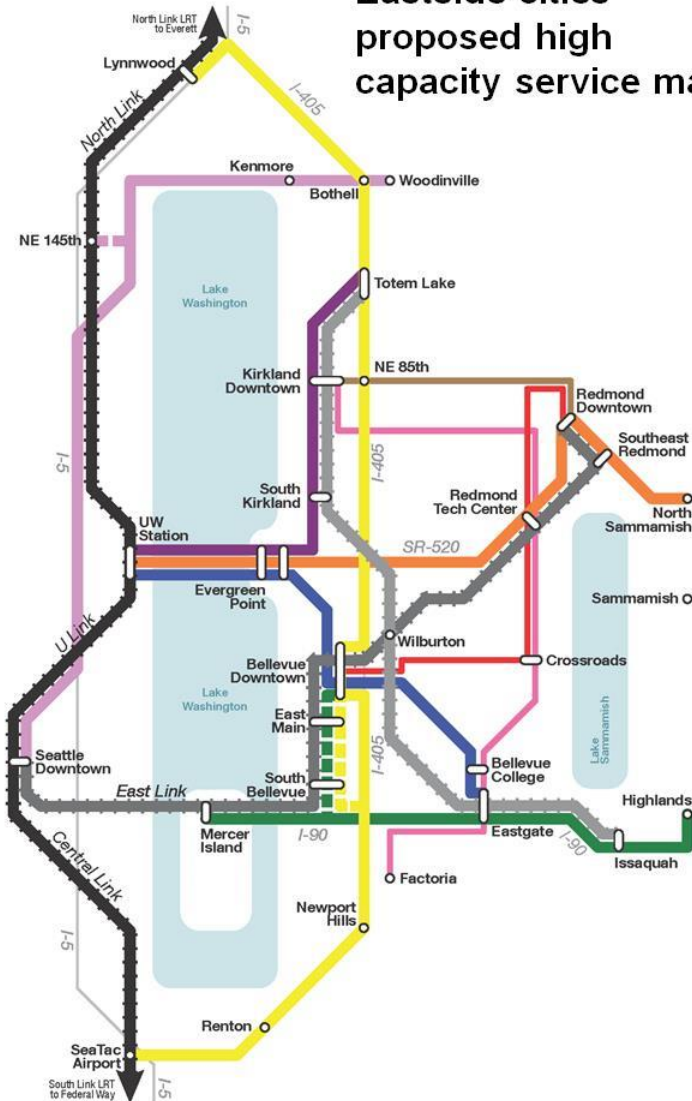 Eastside cities
proposed high
capacity service ma
North Link LRT
to Everett
I-5
Lynnwood
I-405
North Link
Kenmore
Bothell
Woodinville
NE 145th
Lake
Washington
Totem Lake
Kirkland
Downtown
NE 85th
Redmond
Downtown
Southeast
Redmond
I-5
I-405
South
Kirkland
Redmond
Tech Center
North
Sammamish
UW
Station
SR-520
Evergreen
Point
Sammamish
U Link
Wilburton
Bellevue
Downtown
Crossroads
Lake
Washington
East
Main
Lake
Sammamish
I-405
Seattle
Downtown
Bellevue
College
East Link
South
Bellevue
Highlands
Mercer
Island
I-90
Eastgate
I-90
Issaquah
Central Link
Factoria
Newport
Hills
I-5
Renton
SeaTac
Airport
South Link LRT
to Federal Way
I-5